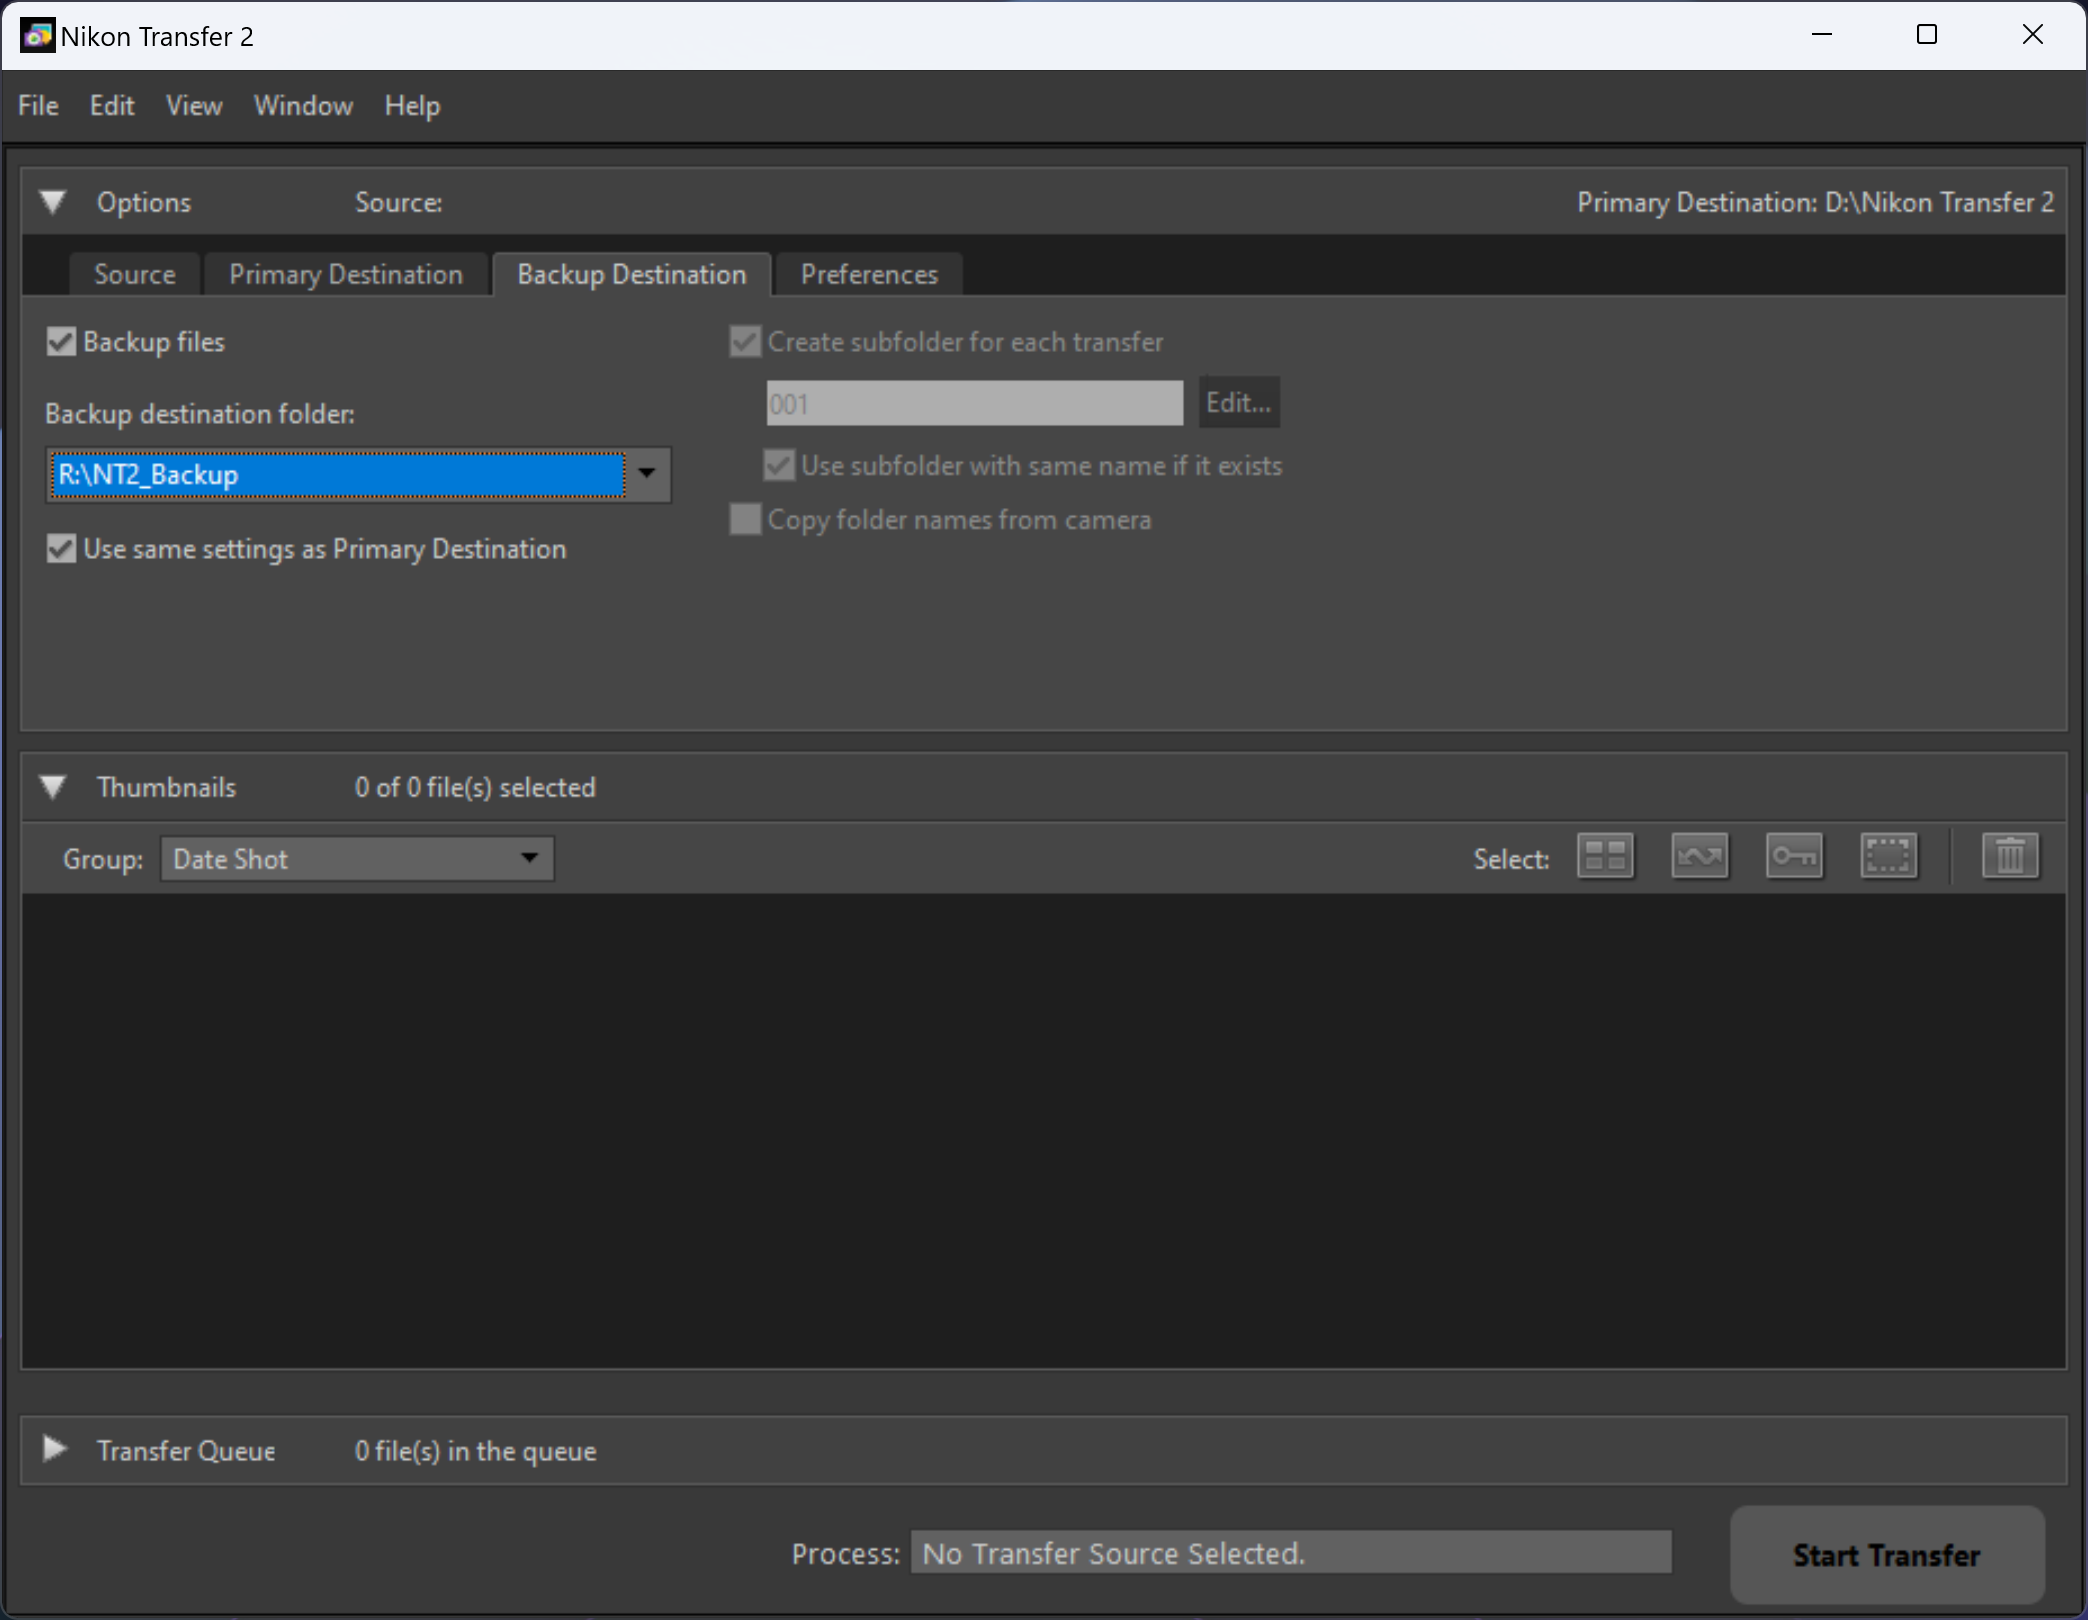 Nikon Transfer 2
File Edit View Window Help
Options Source: Primary Destination: D:\Nikon Transfer 2
Source Primary Destination Backup Destination Preferences
Backup files
Create subfolder for each transfer
Backup destination folder:
001 Edit...
R:\NT2_Backup
Use subfolder with same name if it exists
Copy folder names from camera
Use same settings as Primary Destination
Thumbnails 0 of 0 file(s) selected
Group: Date Shot Select:
Transfer Queue 0 file(s) in the queue
Process: No Transfer Source Selected. Start Transfer